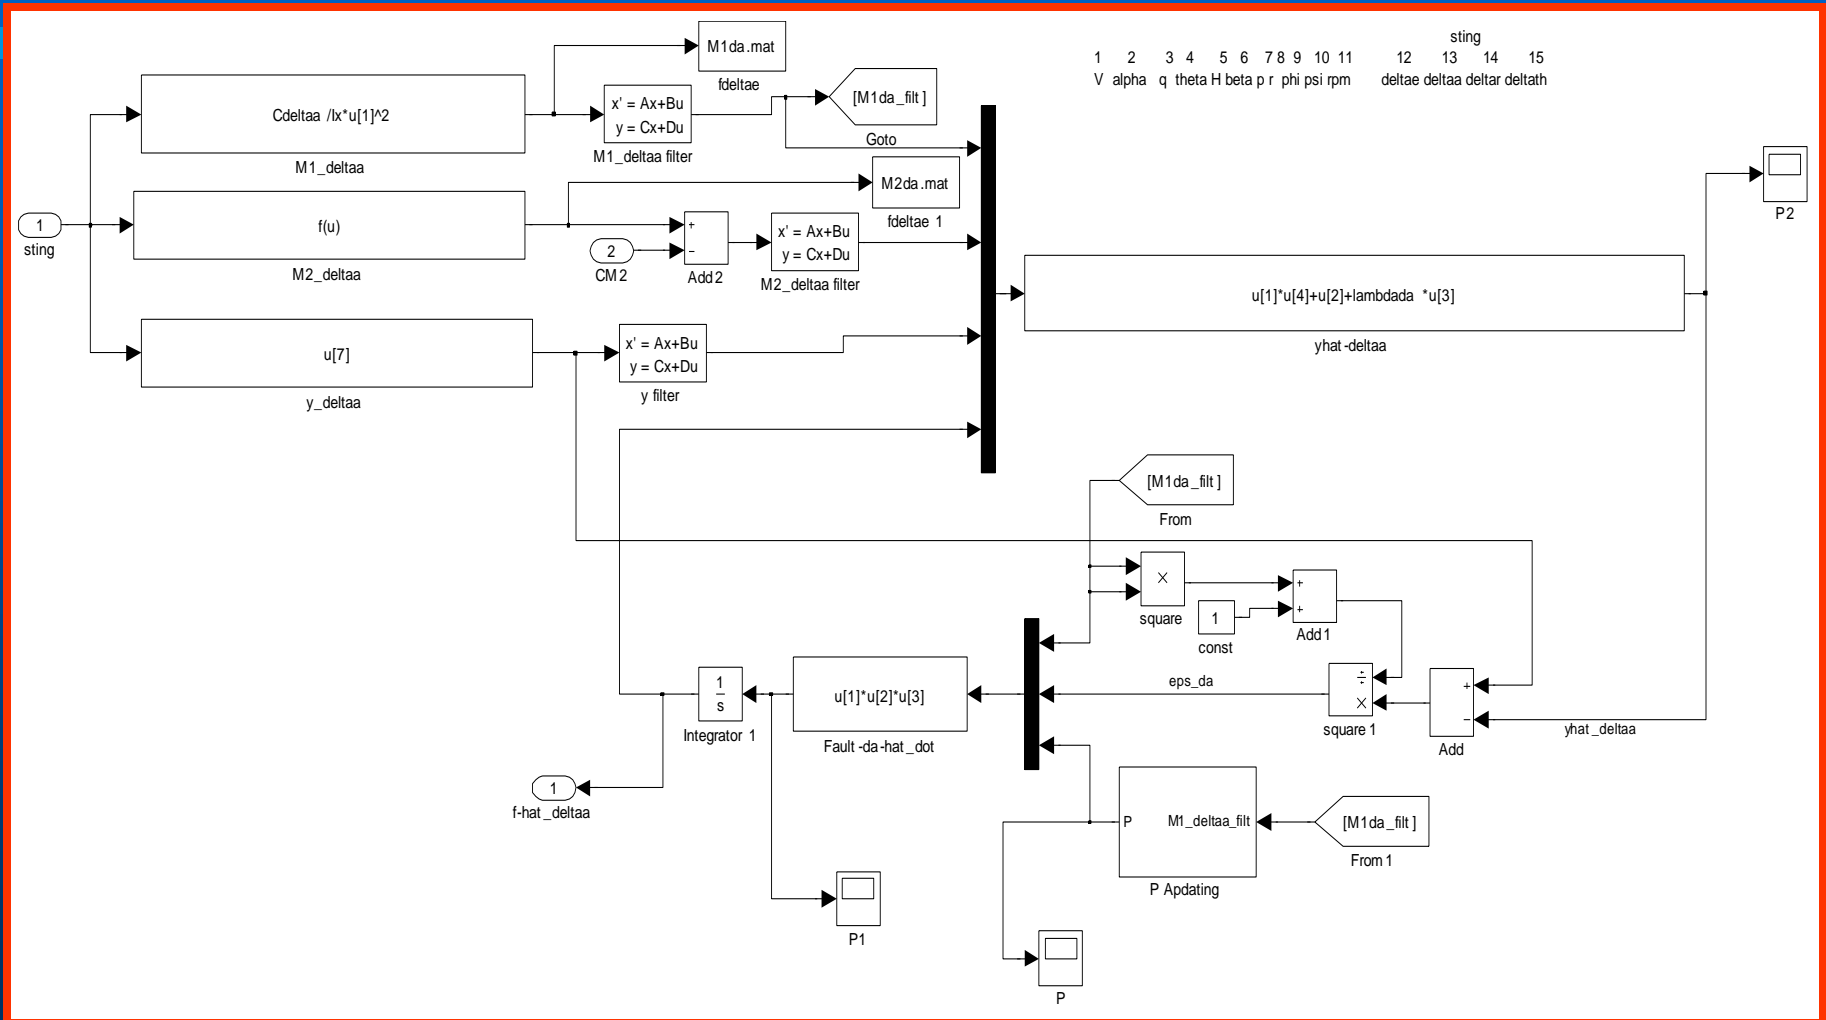 sting
1 2 3 4 5 6 7 8 9 10 11 12 13 14 15
V alpha q theta H beta p r phi psi rpm deltae deltaa deltar deltath
M1da.mat
fdeltae
Cdeltaa /Ix*u[1]^2
M1_deltaa
x' = Ax+Bu
y = Cx+Du
M1_deltaa filter
[M1da_filt ]
Goto
M2da.mat
fdeltae 1
1
sting
f(u)
M2_deltaa
2
CM2
+
−
Add2
x' = Ax+Bu
y = Cx+Du
M2_deltaa filter
P2
u[1]*u[4]+u[2]+lambdada *u[3]
yhat-deltaa
u[7]
y_deltaa
x' = Ax+Bu
y = Cx+Du
y filter
[M1da_filt ]
From
X
square
1
const
+
+
Add1
÷
X
square 1
+
−
Add
yhat_deltaa
eps_da
u[1]*u[2]*u[3]
Fault-da-hat_dot
1
s
Integrator 1
1
f-hat_deltaa
P
M1_deltaa_filt
P Apdating
[M1da_filt ]
From1
P1
P